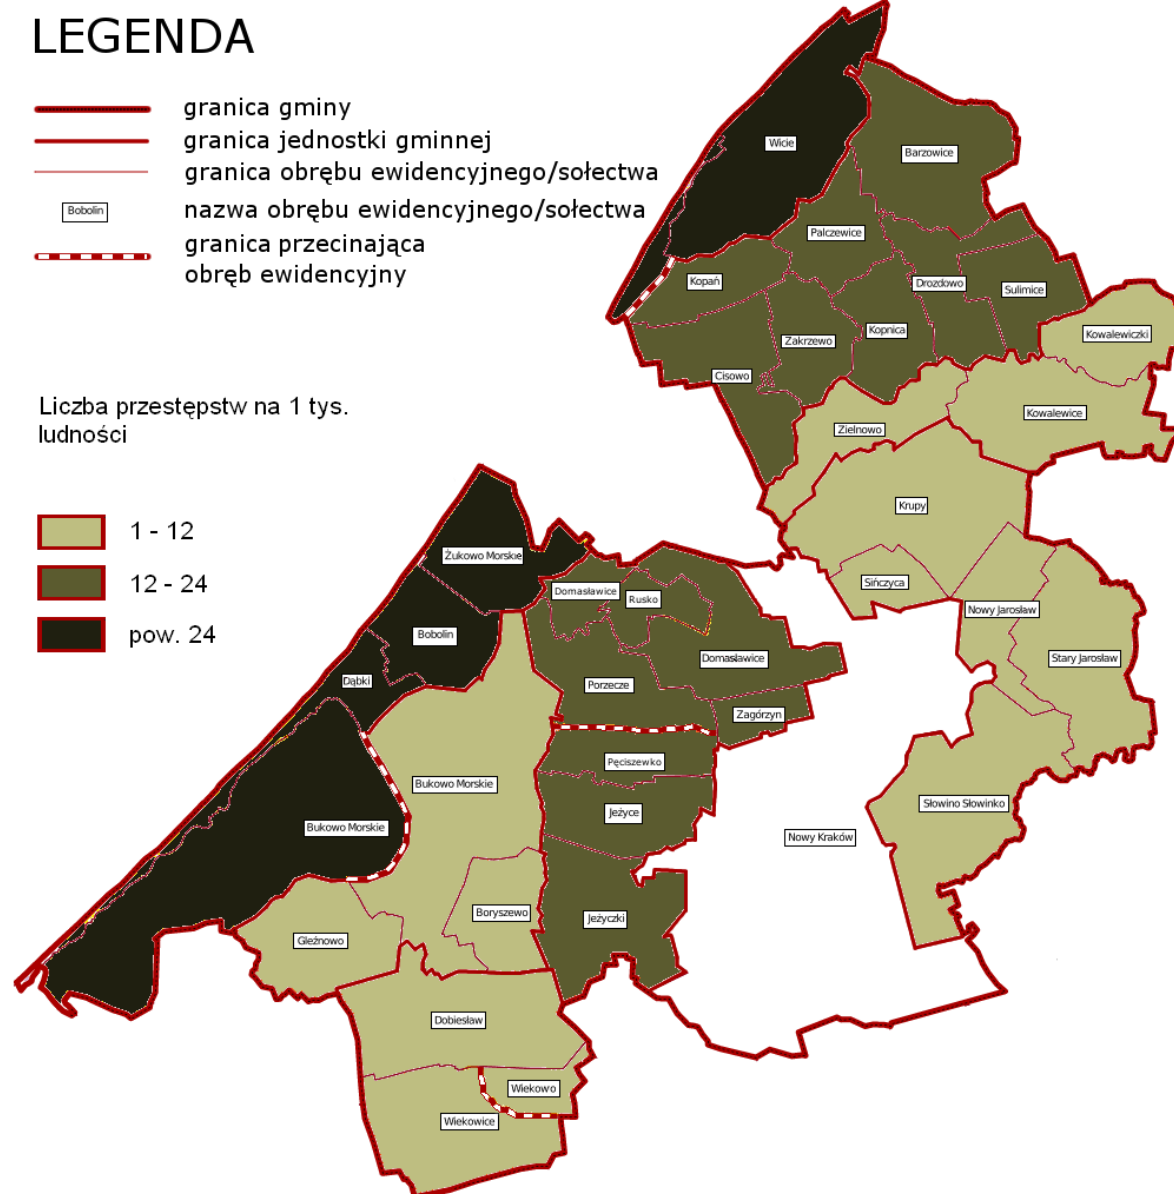 LEGENDA
granica gminy
granica jednostki gminnej
granica obrębu ewidencyjnego/sołectwa
Bobolin
nazwa obrębu ewidencyjnego/sołectwa
granica przecinająca
obręb ewidencyjny
Liczba przestępstw na 1 tys.
ludności
1 - 12
12 - 24
pow. 24
Wicie
Barzowice
Palczewice
Kopań
Drozdowo
Sulimice
Kopnica
Zakrzewo
Kowalewiczki
Cisowo
Kowalewice
Zielnowo
Krupy
Żukowo Morskie
Sińczyca
Domasławice
Rusko
Nowy Jarosław
Bobolin
Domasławice
Stary Jarosław
Dąbki
Porzecze
Zagórzyn
Pęciszewko
Bukowo Morskie
Słowino Słowinko
Jeżyce
Bukowo Morskie
Nowy Kraków
Boryszewo
Jeżyczki
Gleźnowo
Dobiesław
Wiekowo
Wiekowice